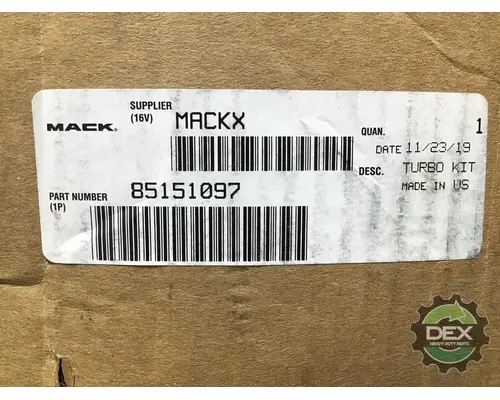 MACK®
SUPPLIER
(16V)
MACKX
QUAN. 1
DATE 11/23/19
DESC. TURBO KIT
MADE IN US
PART NUMBER
(1P)
85151097
DEX
HEAVY DUTY PARTS